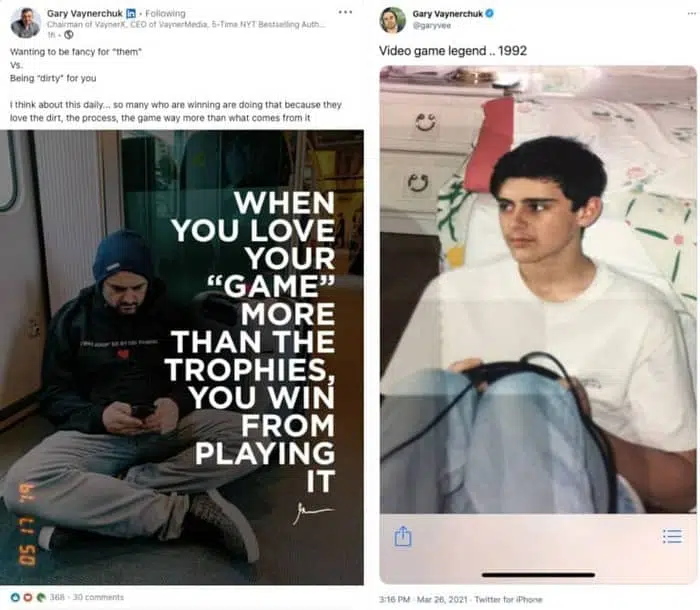 Gary Vaynerchuk in • Following
Chairman of VaynerX, CEO of VaynerMedia, 5-Time NYT Bestselling Auth...
1h •
Wanting to be fancy for "them"
Vs.
Being "dirty" for you
I think about this daily... so many who are winning are doing that because they
love the dirt, the process, the game way more than what comes from it
WHEN
YOU LOVE
YOUR
“GAME”
MORE
THAN THE
TROPHIES,
YOU WIN
FROM
PLAYING
IT
368 · 30 comments
Gary Vaynerchuk
@garyvee
Video game legend .. 1992
3:16 PM · Mar 26, 2021 · Twitter for iPhone